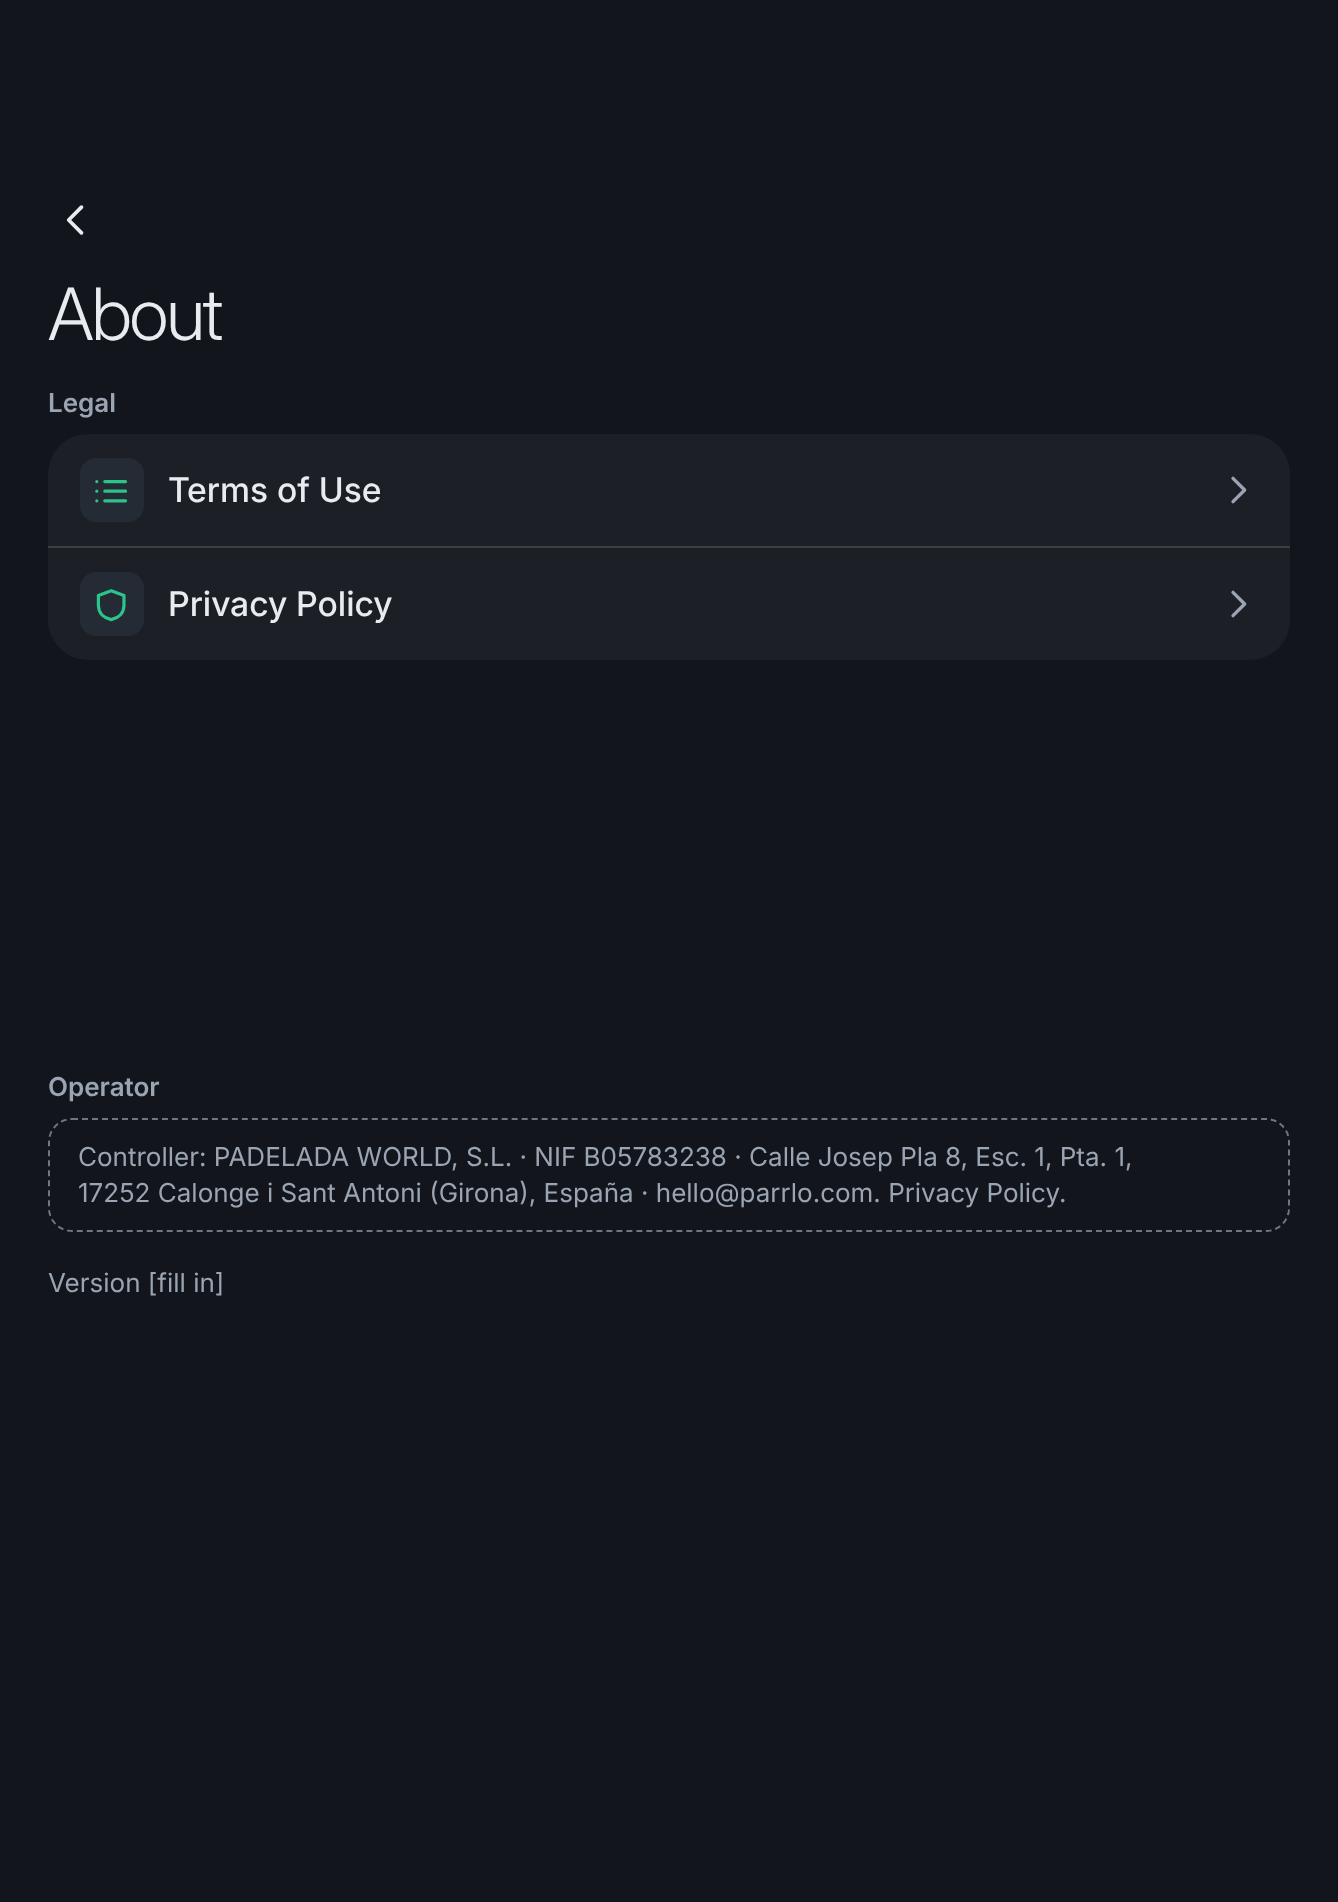 About
Legal
Terms of Use
Privacy Policy
Operator
Controller: PADELADA WORLD, S.L. · NIF B05783238 · Calle Josep Pla 8, Esc. 1, Pta. 1,
17252 Calonge i Sant Antoni (Girona), España · hello@parrlo.com. Privacy Policy.
Version [fill in]